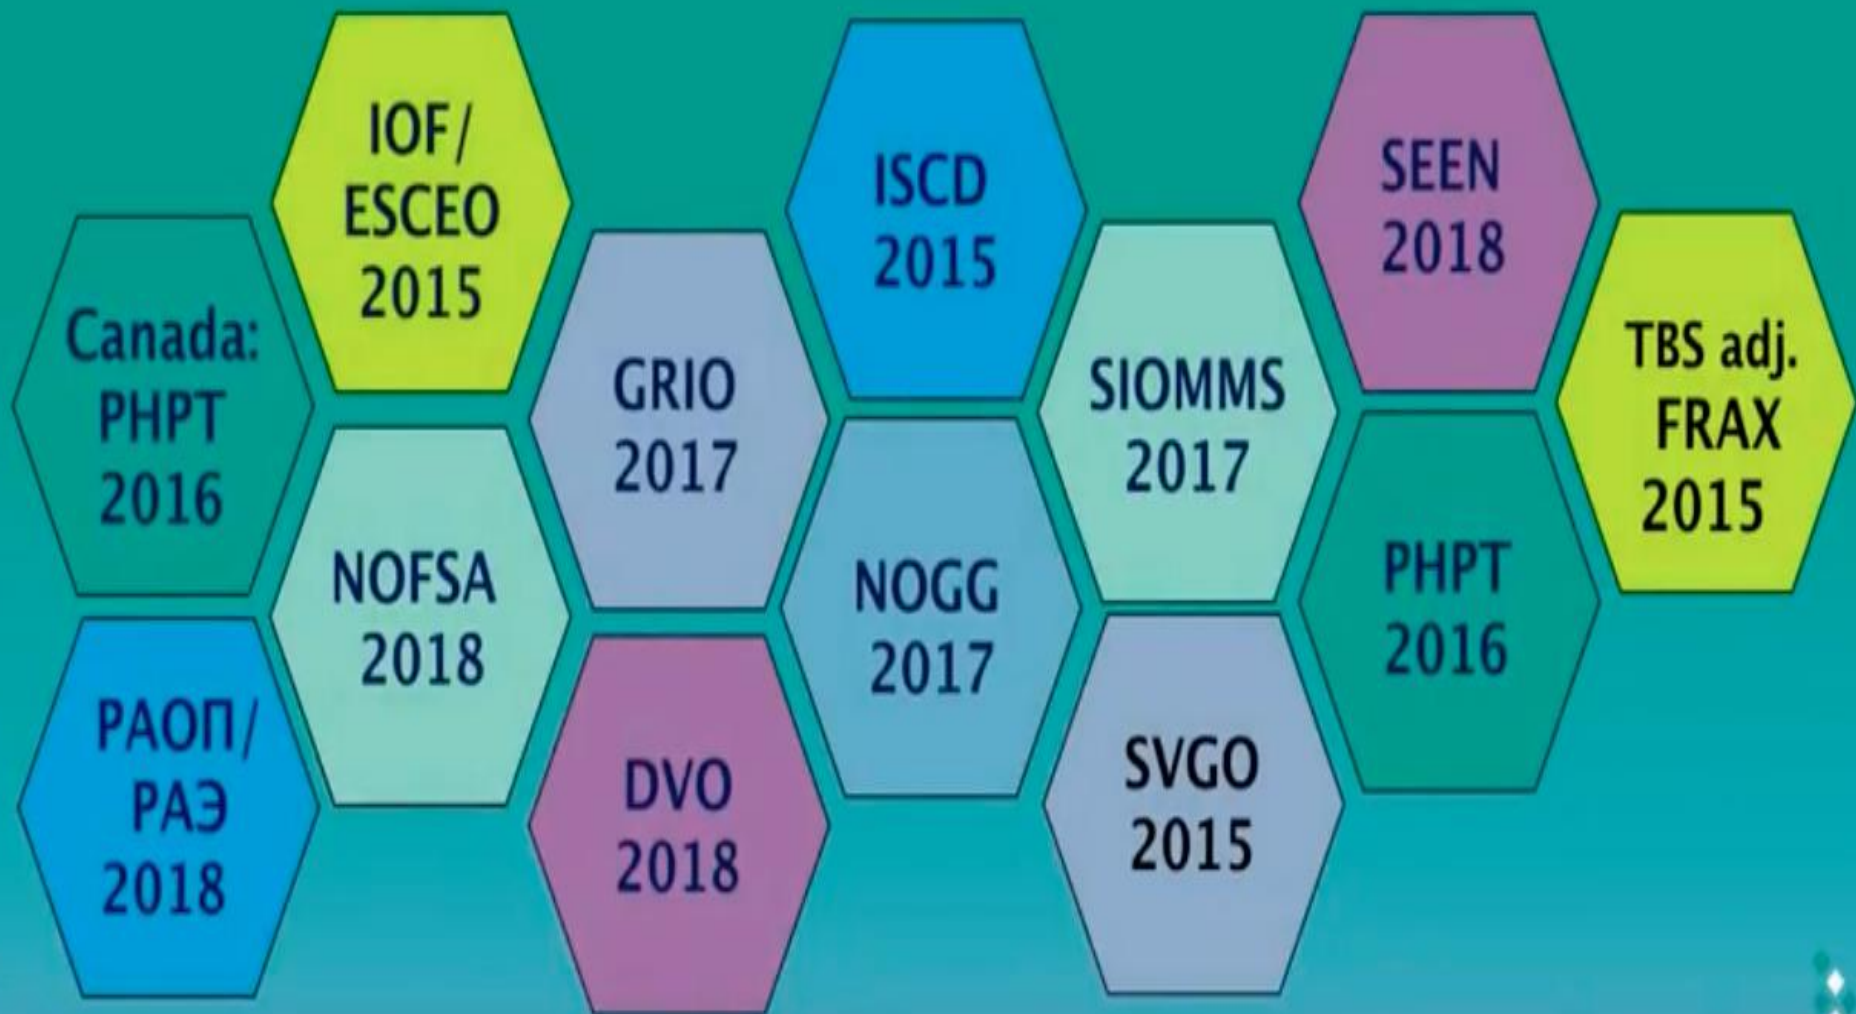 IOF/
ESCEO
2015
ISCD
2015
SEEN
2018
Canada:
PHPT
2016
GRIO
2017
SIOMMS
2017
TBS adj.
FRAX
2015
NOFSA
2018
NOGG
2017
PHPT
2016
РАОП/
РАЭ
2018
DVO
2018
SVGO
2015